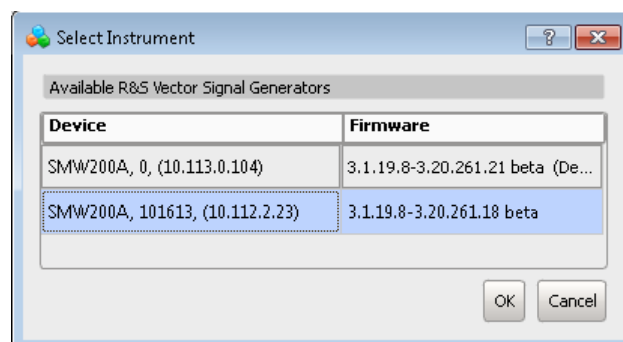 Select Instrument
Available R&S Vector Signal Generators
Device Firmware
SMW200A, 0, (10.113.0.104) 3.1.19.8-3.20.261.21 beta (De...
SMW200A, 101613, (10.112.2.23) 3.1.19.8-3.20.261.18 beta
OK Cancel